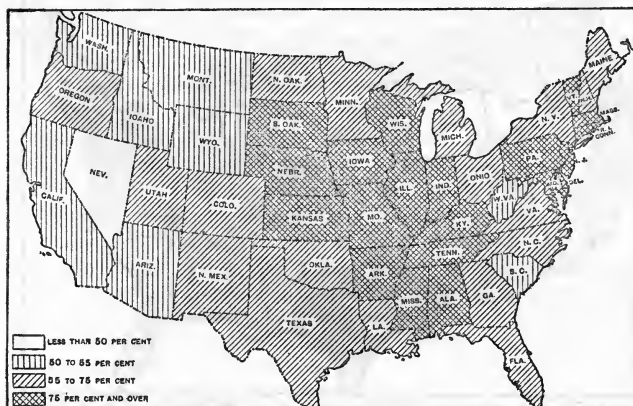 WASH.
MONT.
N. DAK.
MINN.
OREGON
IDAHO
WYO.
S. DAK.
WIS.
MICH.
MAINE
VT.
N.H.
N. Y.
MASS.
R. I.
CONN.
NEV.
UTAH
COLO.
NEBR.
IOWA
ILL.
IND.
OHIO
PA.
N. J.
DEL.
MD.
W. VA.
VA.
CALIF.
KANSAS
MO.
KY.
N. C.
TENN.
ARIZ.
N. MEX.
OKLA.
ARK.
S. C.
MISS.
ALA.
GA.
TEXAS
LA.
FLA.
LESS THAN 50 PER CENT
50 TO 55 PER CENT
55 TO 75 PER CENT
75 PER CENT AND OVER